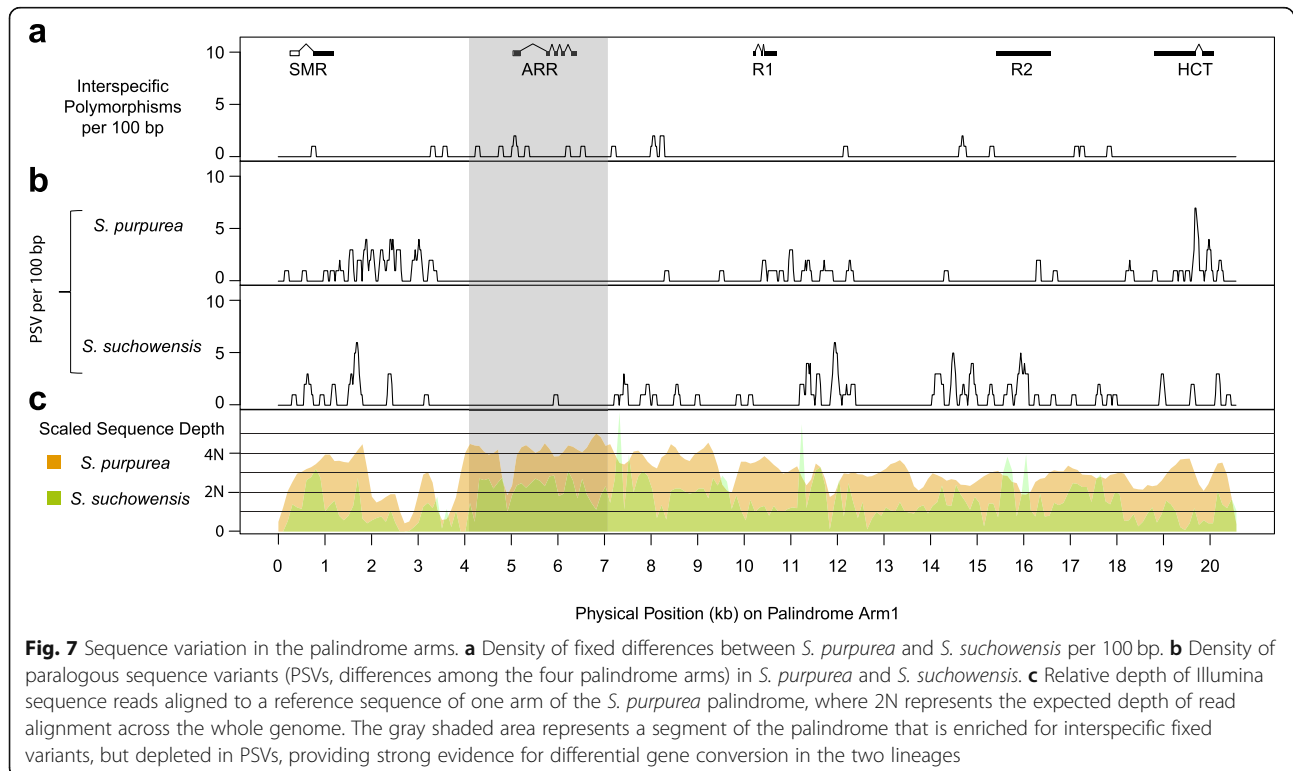 a
10
5
0
Interspecific
Polymorphisms
per 100 bp
SMR
ARR
R1
R2
HCT
b
10
5
0
S. purpurea
PSV per 100 bp
10
5
0
S. suchowensis
c
Scaled Sequence Depth
S. purpurea
S. suchowensis
4N
2N
0
0 1 2 3 4 5 6 7 8 9 10 11 12 13 14 15 16 17 18 19 20
Physical Position (kb) on Palindrome Arm1
Fig. 7 Sequence variation in the palindrome arms. a Density of fixed differences between S. purpurea and S. suchowensis per 100 bp. b Density of
paralogous sequence variants (PSVs, differences among the four palindrome arms) in S. purpurea and S. suchowensis. c Relative depth of Illumina
sequence reads aligned to a reference sequence of one arm of the S. purpurea palindrome, where 2N represents the expected depth of read
alignment across the whole genome. The gray shaded area represents a segment of the palindrome that is enriched for interspecific fixed
variants, but depleted in PSVs, providing strong evidence for differential gene conversion in the two lineages